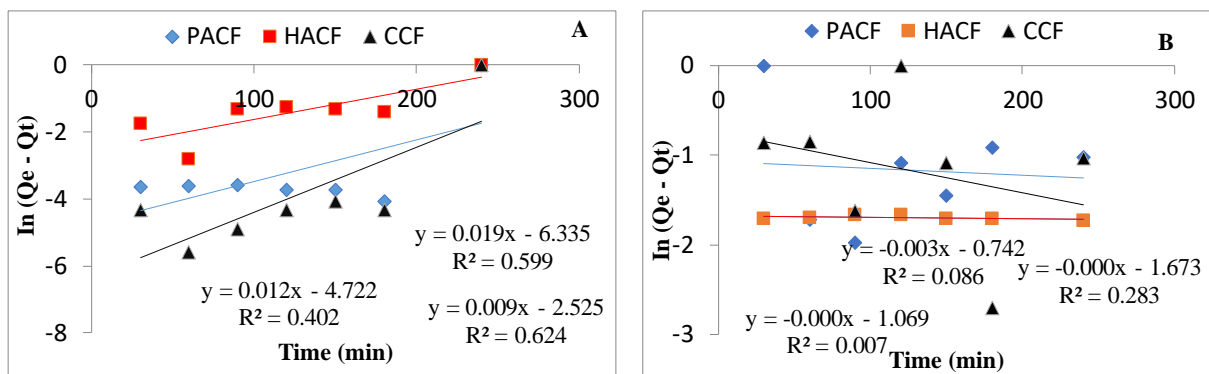 PACF HACF CCF A
0
0 100 200 300
-2
-4
-6
-8
ln (Qe - Qt)
y = 0.019x - 6.335
R² = 0.599
y = 0.012x - 4.722
R² = 0.402
y = 0.009x - 2.525
R² = 0.624
Time (min)
PACF HACF CCF B
0
0 100 200 300
-1
-2
-3
ln (Qe - Qt)
y = -0.003x - 0.742
R² = 0.086
y = -0.000x - 1.673
R² = 0.283
y = -0.000x - 1.069
R² = 0.007
Time (min)